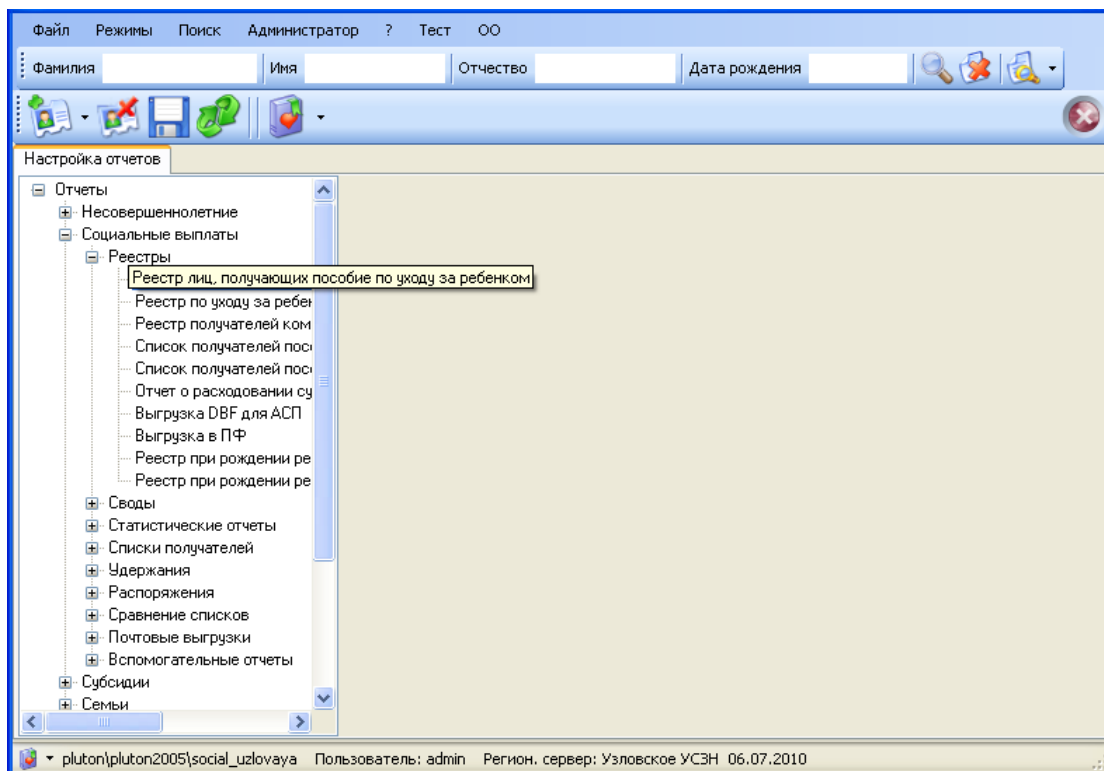 Файл Режимы Поиск Администратор ? Тест ОО
Фамилия Имя Отчество Дата рождения
Настройка отчетов
Отчеты
Несовершеннолетние
Социальные выплаты
Реестры
Реестр лиц, получающих пособие по уходу за ребенком
Реестр по уходу за ребен
Реестр получателей ком
Список получателей посо
Список получателей посо
Отчет о расходовании су
Выгрузка DBF для АСП
Выгрузка в ПФ
Реестр при рождении ре
Реестр при рождении ре
Своды
Статистические отчеты
Списки получателей
Удержания
Распоряжения
Сравнение списков
Почтовые выгрузки
Вспомогательные отчеты
Субсидии
Семьи
pluton\pluton2005\social_uzlovaya Пользователь: admin Регион. сервер: Узловское УСЗН 06.07.2010